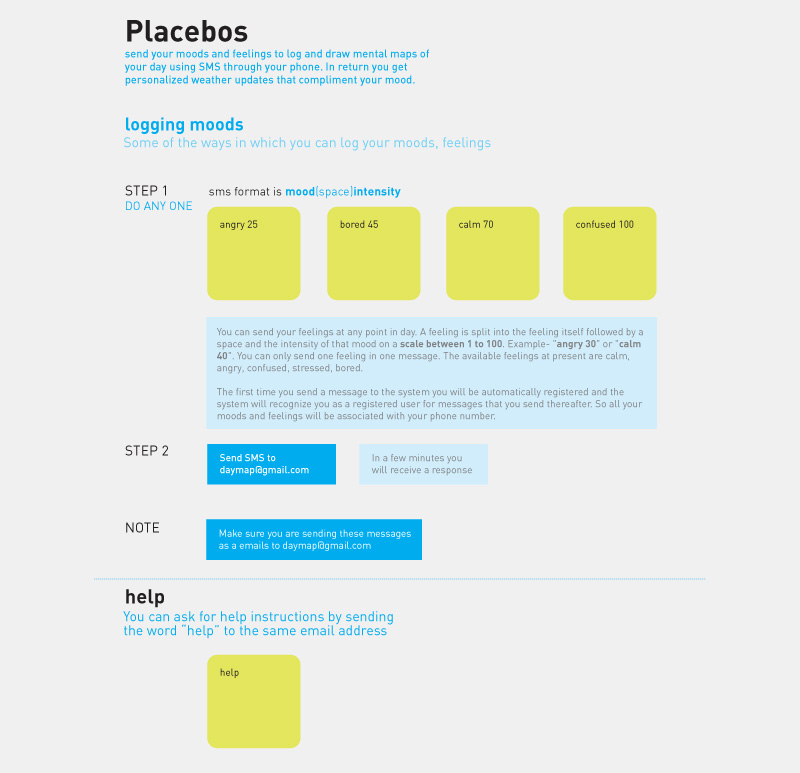 Placebos
send your moods and feelings to log and draw mental maps of
your day using SMS through your phone. In return you get
personalized weather updates that compliment your mood.
logging moods
Some of the ways in which you can log your moods, feelings
STEP 1
DO ANY ONE
sms format is mood(space)intensity
angry 25
bored 45
calm 70
confused 100
You can send your feelings at any point in day. A feeling is split into the feeling itself followed by a
space and the intensity of that mood on a scale between 1 to 100. Example- "angry 30" or "calm
40". You can only send one feeling in one message. The available feelings at present are calm,
angry, confused, stressed, bored.
The first time you send a message to the system you will be automatically registered and the
system will recognize you as a registered user for messages that you send thereafter. So all your
moods and feelings will be associated with your phone number.
STEP 2
Send SMS to
daymap@gmail.com
In a few minutes you
will receive a response
NOTE
Make sure you are sending these messages
as a emails to daymap@gmail.com
help
You can ask for help instructions by sending
the word "help" to the same email address
help